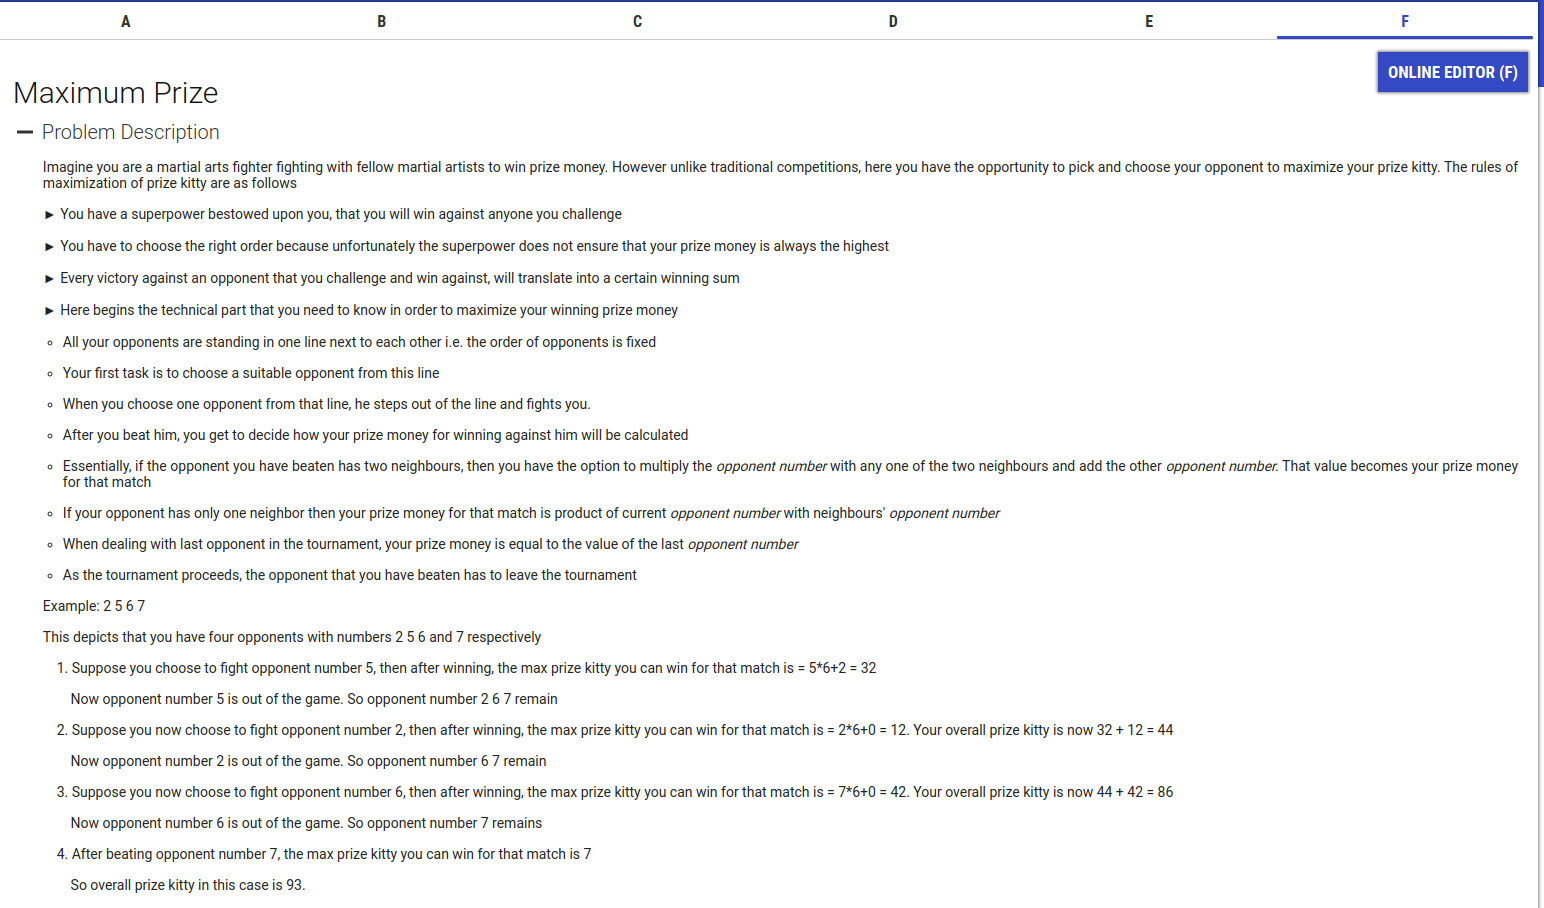 A B C D E F
ONLINE EDITOR (F)
Maximum Prize
Problem Description
Imagine you are a martial arts fighter fighting with fellow martial artists to win prize money. However unlike traditional competitions, here you have the opportunity to pick and choose your opponent to maximize your prize kitty. The rules of
maximization of prize kitty are as follows
► You have a superpower bestowed upon you, that you will win against anyone you challenge
► You have to choose the right order because unfortunately the superpower does not ensure that your prize money is always the highest
► Every victory against an opponent that you challenge and win against, will translate into a certain winning sum
► Here begins the technical part that you need to know in order to maximize your winning prize money
◦ All your opponents are standing in one line next to each other i.e. the order of opponents is fixed
◦ Your first task is to choose a suitable opponent from this line
◦ When you choose one opponent from that line, he steps out of the line and fights you.
◦ After you beat him, you get to decide how your prize money for winning against him will be calculated
◦ Essentially, if the opponent you have beaten has two neighbours, then you have the option to multiply the opponent number with any one of the two neighbours and add the other opponent number. That value becomes your prize money
for that match
◦ If your opponent has only one neighbor then your prize money for that match is product of current opponent number with neighbours' opponent number
◦ When dealing with last opponent in the tournament, your prize money is equal to the value of the last opponent number
◦ As the tournament proceeds, the opponent that you have beaten has to leave the tournament
Example: 2 5 6 7
This depicts that you have four opponents with numbers 2 5 6 and 7 respectively
1. Suppose you choose to fight opponent number 5, then after winning, the max prize kitty you can win for that match is = 5*6+2 = 32
Now opponent number 5 is out of the game. So opponent number 2 6 7 remain
2. Suppose you now choose to fight opponent number 2, then after winning, the max prize kitty you can win for that match is = 2*6+0 = 12. Your overall prize kitty is now 32 + 12 = 44
Now opponent number 2 is out of the game. So opponent number 6 7 remain
3. Suppose you now choose to fight opponent number 6, then after winning, the max prize kitty you can win for that match is = 7*6+0 = 42. Your overall prize kitty is now 44 + 42 = 86
Now opponent number 6 is out of the game. So opponent number 7 remains
4. After beating opponent number 7, the max prize kitty you can win for that match is 7
So overall prize kitty in this case is 93.